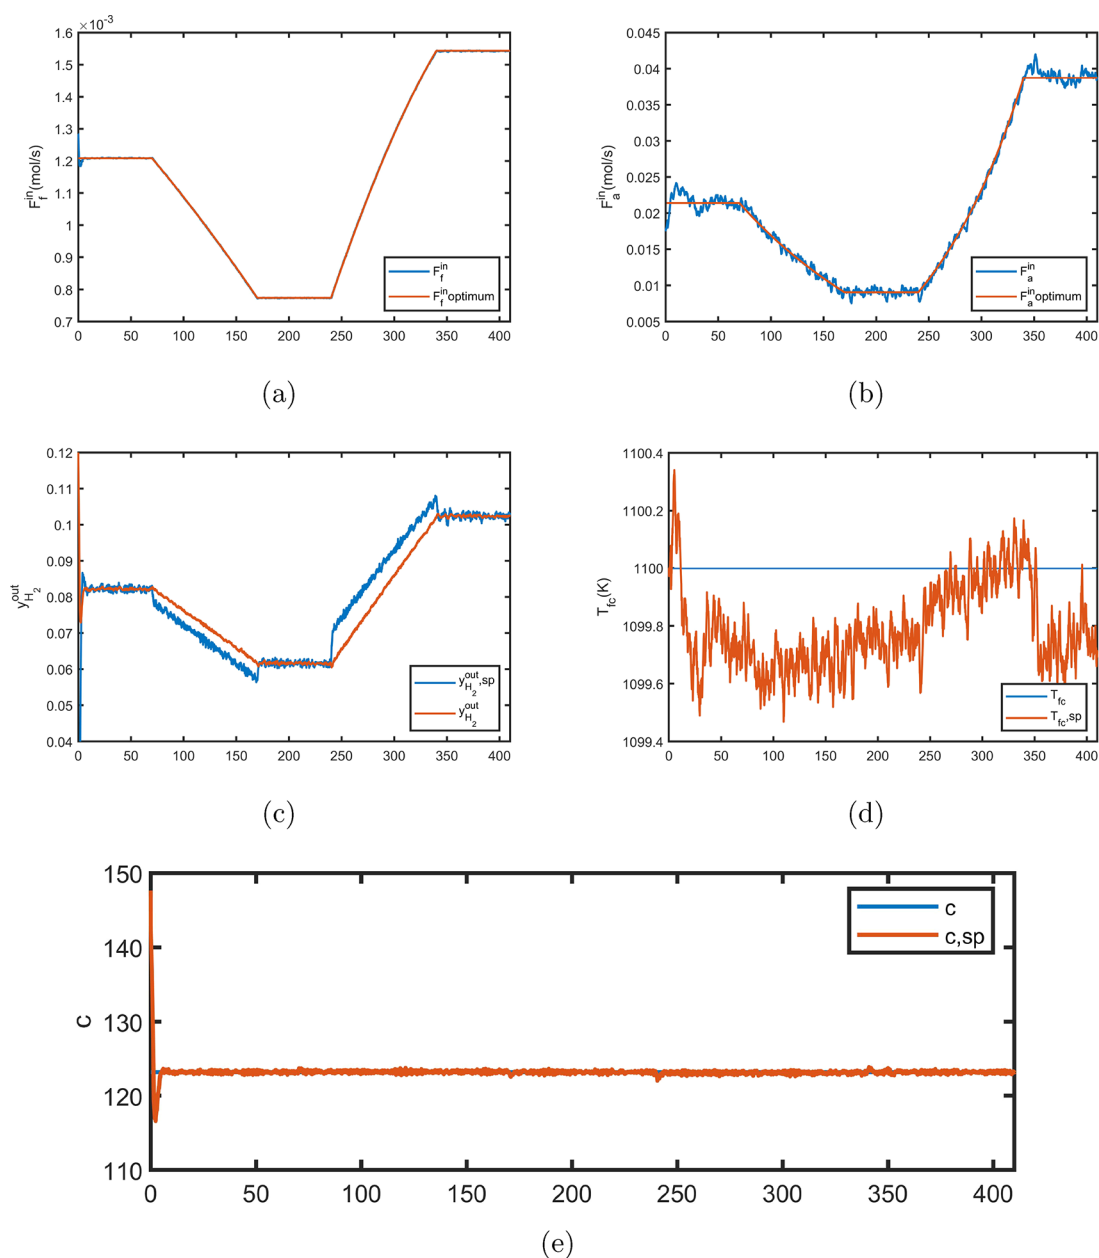 ×10⁻³
1.6
1.5
1.4
1.3
1.2
1.1
1
0.9
0.8
0.7
F_f^in(mol/s)
0 50 100 150 200 250 300 350 400
F_f^in
F_f^in optimum
(a)
0.045
0.04
0.035
0.03
0.025
0.02
0.015
0.01
0.005
F_a^in(mol/s)
0 50 100 150 200 250 300 350 400
F_a^in
F_a^in optimum
(b)
0.12
0.11
0.1
0.09
0.08
0.07
0.06
0.05
0.04
y_H₂^out
0 50 100 150 200 250 300 350 400
y_H₂^out,sp
y_H₂^out
(c)
1100.4
1100.2
1100
1099.8
1099.6
1099.4
T_fc(K)
0 50 100 150 200 250 300 350 400
T_fc
T_fc,sp
(d)
150
140
130
120
110
c
0 50 100 150 200 250 300 350 400
c
c,sp
(e)